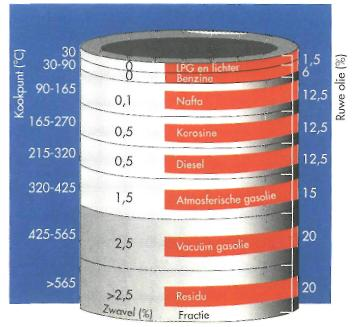 Kookpunt (°C)
Ruwe olie (%)
30 0 LPG en lichter 1,5
30-90 0 Benzine 6
90-165 0,1 Nafta 12,5
165-270 0,5 Kerosine 12,5
215-320 0,5 Diesel 12,5
320-425 1,5 Atmosferische gasolie 15
425-565 2,5 Vacuüm gasolie 20
>565 >2,5 Residu 20
Zwavel (%) Fractie